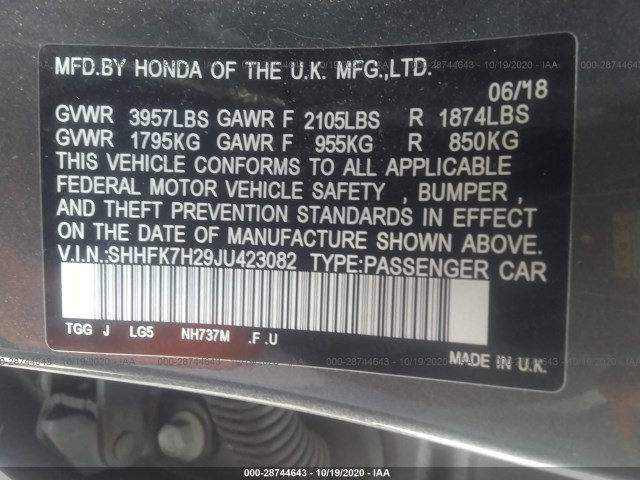 MFD.BY HONDA OF THE U.K. MFG.,LTD.
06/18
GVWR 3957LBS GAWR F 2105LBS R 1874LBS
GVWR 1795KG GAWR F 955KG R 850KG
THIS VEHICLE CONFORMS TO ALL APPLICABLE
FEDERAL MOTOR VEHICLE SAFETY , BUMPER ,
AND THEFT PREVENTION STANDARDS IN EFFECT
ON THE DATE OF MANUFACTURE SHOWN ABOVE.
V.I.N.:SHHFK7H29JU423082 TYPE:PASSENGER CAR
TGG J LG5 NH737M .F .U
MADE IN U.K.
000-28744643 - 10/19/2020 - IAA